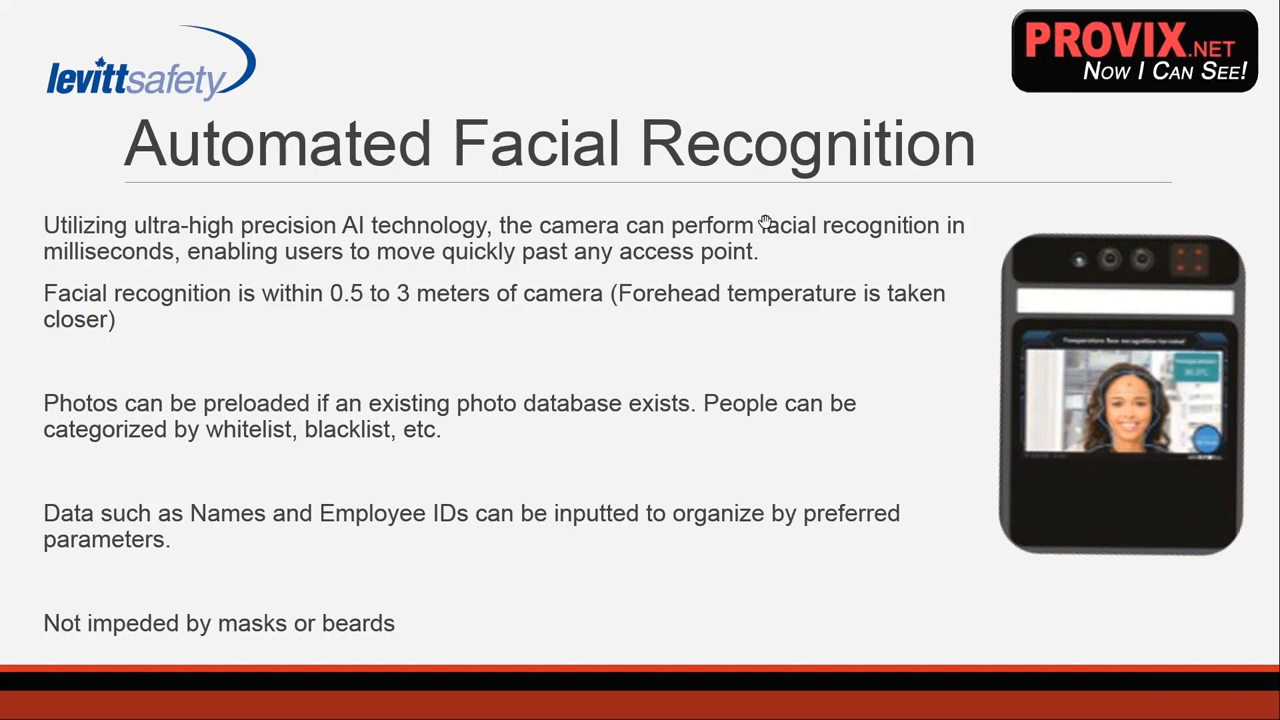 levittsafety
PROVIX.NET
NOW I CAN SEE!
Automated Facial Recognition
Utilizing ultra-high precision AI technology, the camera can perform facial recognition in
milliseconds, enabling users to move quickly past any access point.
Facial recognition is within 0.5 to 3 meters of camera (Forehead temperature is taken
closer)
Temperature face recognition terminal
Photos can be preloaded if an existing photo database exists. People can be
categorized by whitelist, blacklist, etc.
Data such as Names and Employee IDs can be inputted to organize by preferred
parameters.
Not impeded by masks or beards